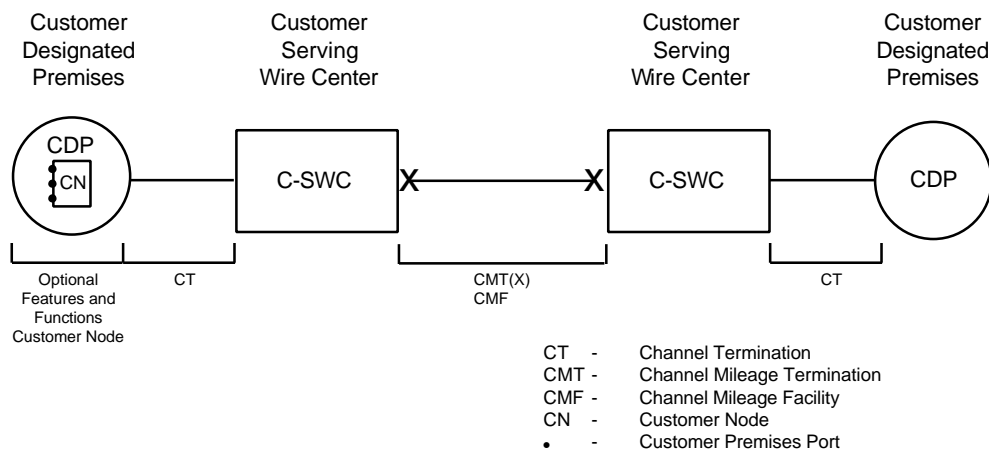 Customer
Designated
Premises
Customer
Serving
Wire Center
Customer
Serving
Wire Center
Customer
Designated
Premises
CDP
CN
C-SWC
X
X
C-SWC
CDP
Optional
Features and
Functions
Customer Node
CT
CMT(X)
CMF
CT
CT - Channel Termination
CMT - Channel Mileage Termination
CMF - Channel Mileage Facility
CN - Customer Node
• - Customer Premises Port